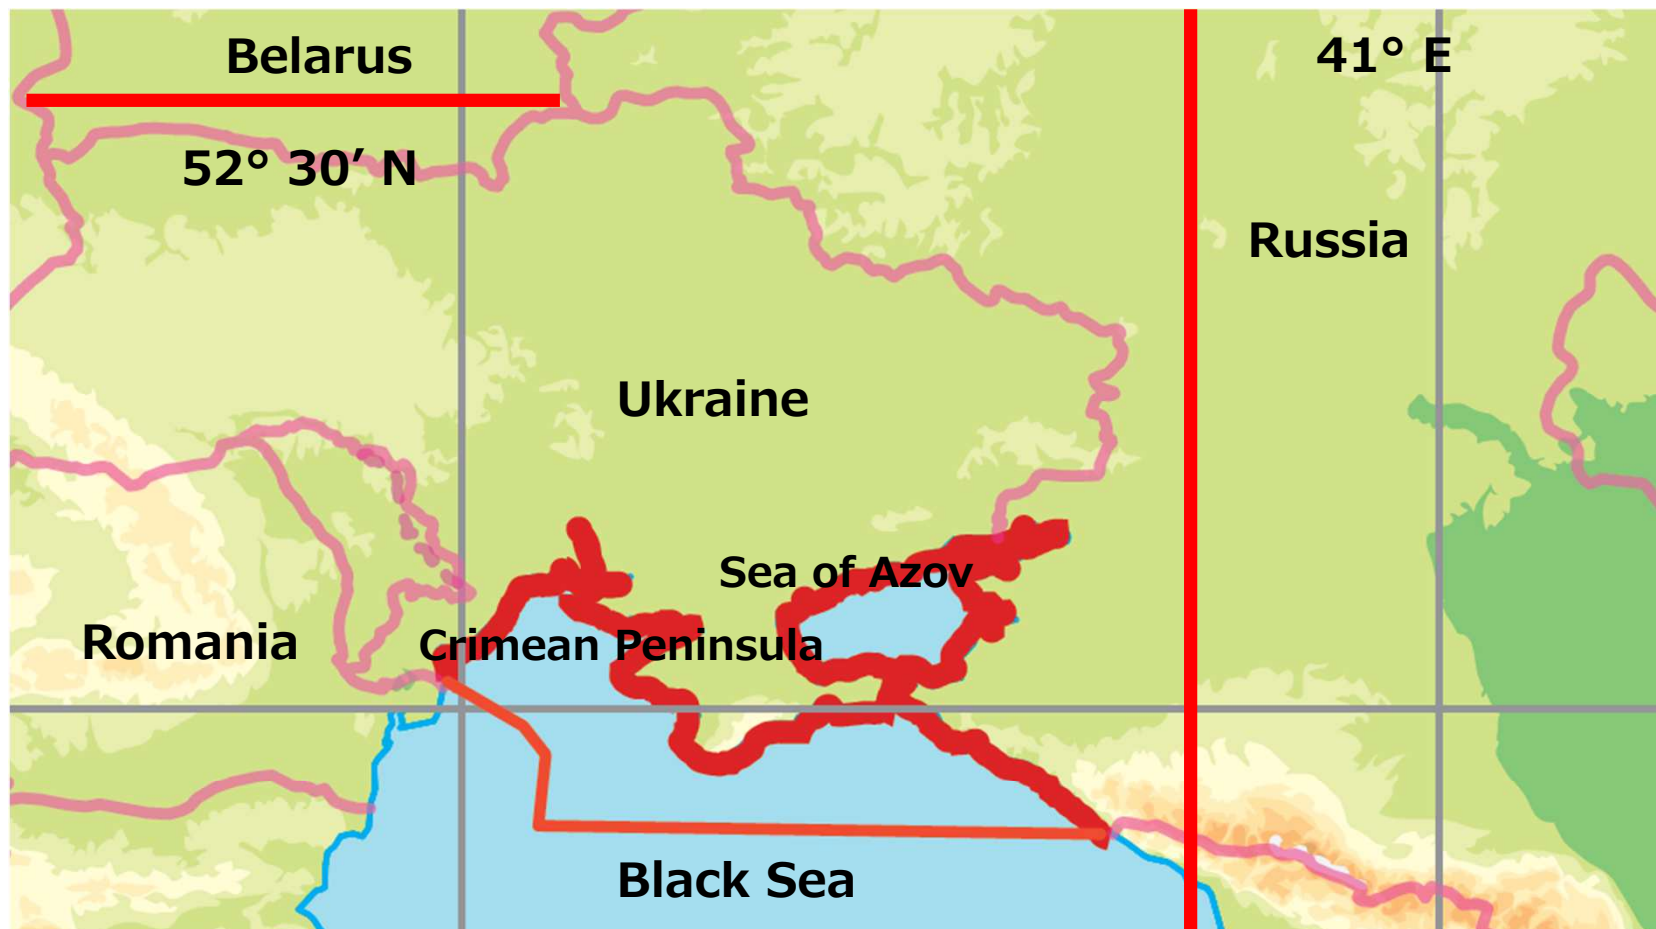 Belarus
41° E
52° 30’ N
Russia
Ukraine
Sea of Azov
Romania
Crimean Peninsula
Black Sea